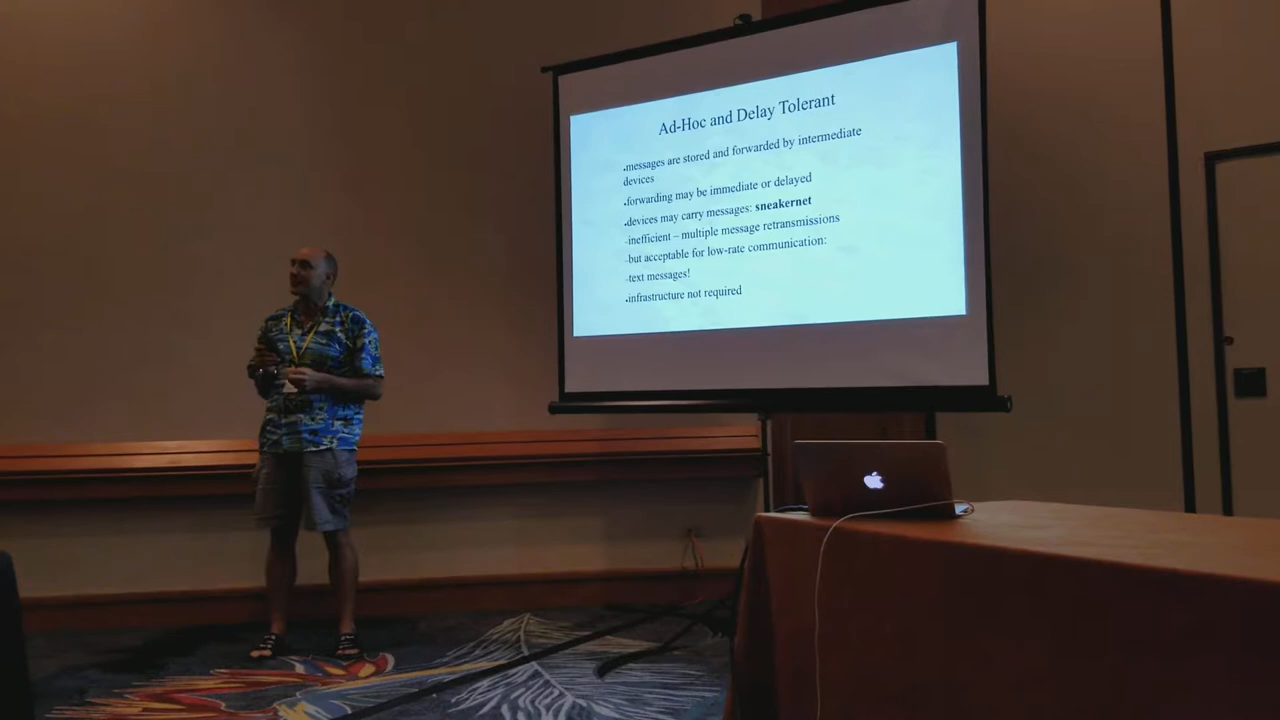 Ad-Hoc and Delay Tolerant
•messages are stored and forwarded by intermediate
devices
•forwarding may be immediate or delayed
•devices may carry messages: sneakernet
–inefficient – multiple message retransmissions
–but acceptable for low-rate communication:
–text messages!
•infrastructure not required